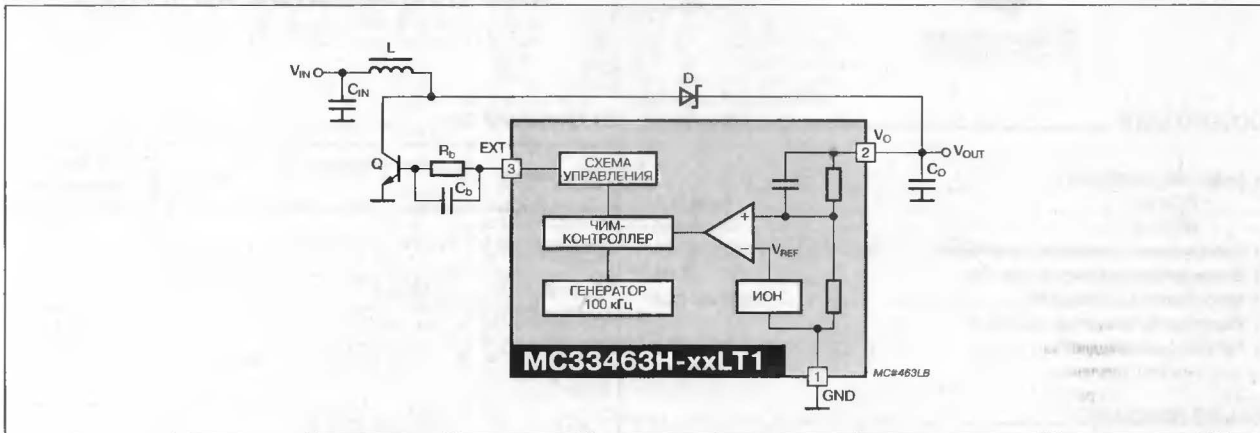 L
V_IN
C_IN
D
Q
R_b
C_b
EXT
3
СХЕМА
УПРАВЛЕНИЯ
ЧИМ-
КОНТРОЛЛЕР
ГЕНЕРАТОР
100 кГц
+
−
V_REF
ИОН
V_O
2
V_OUT
C_O
MC33463H-xxLT1
1
GND
MC#463LB